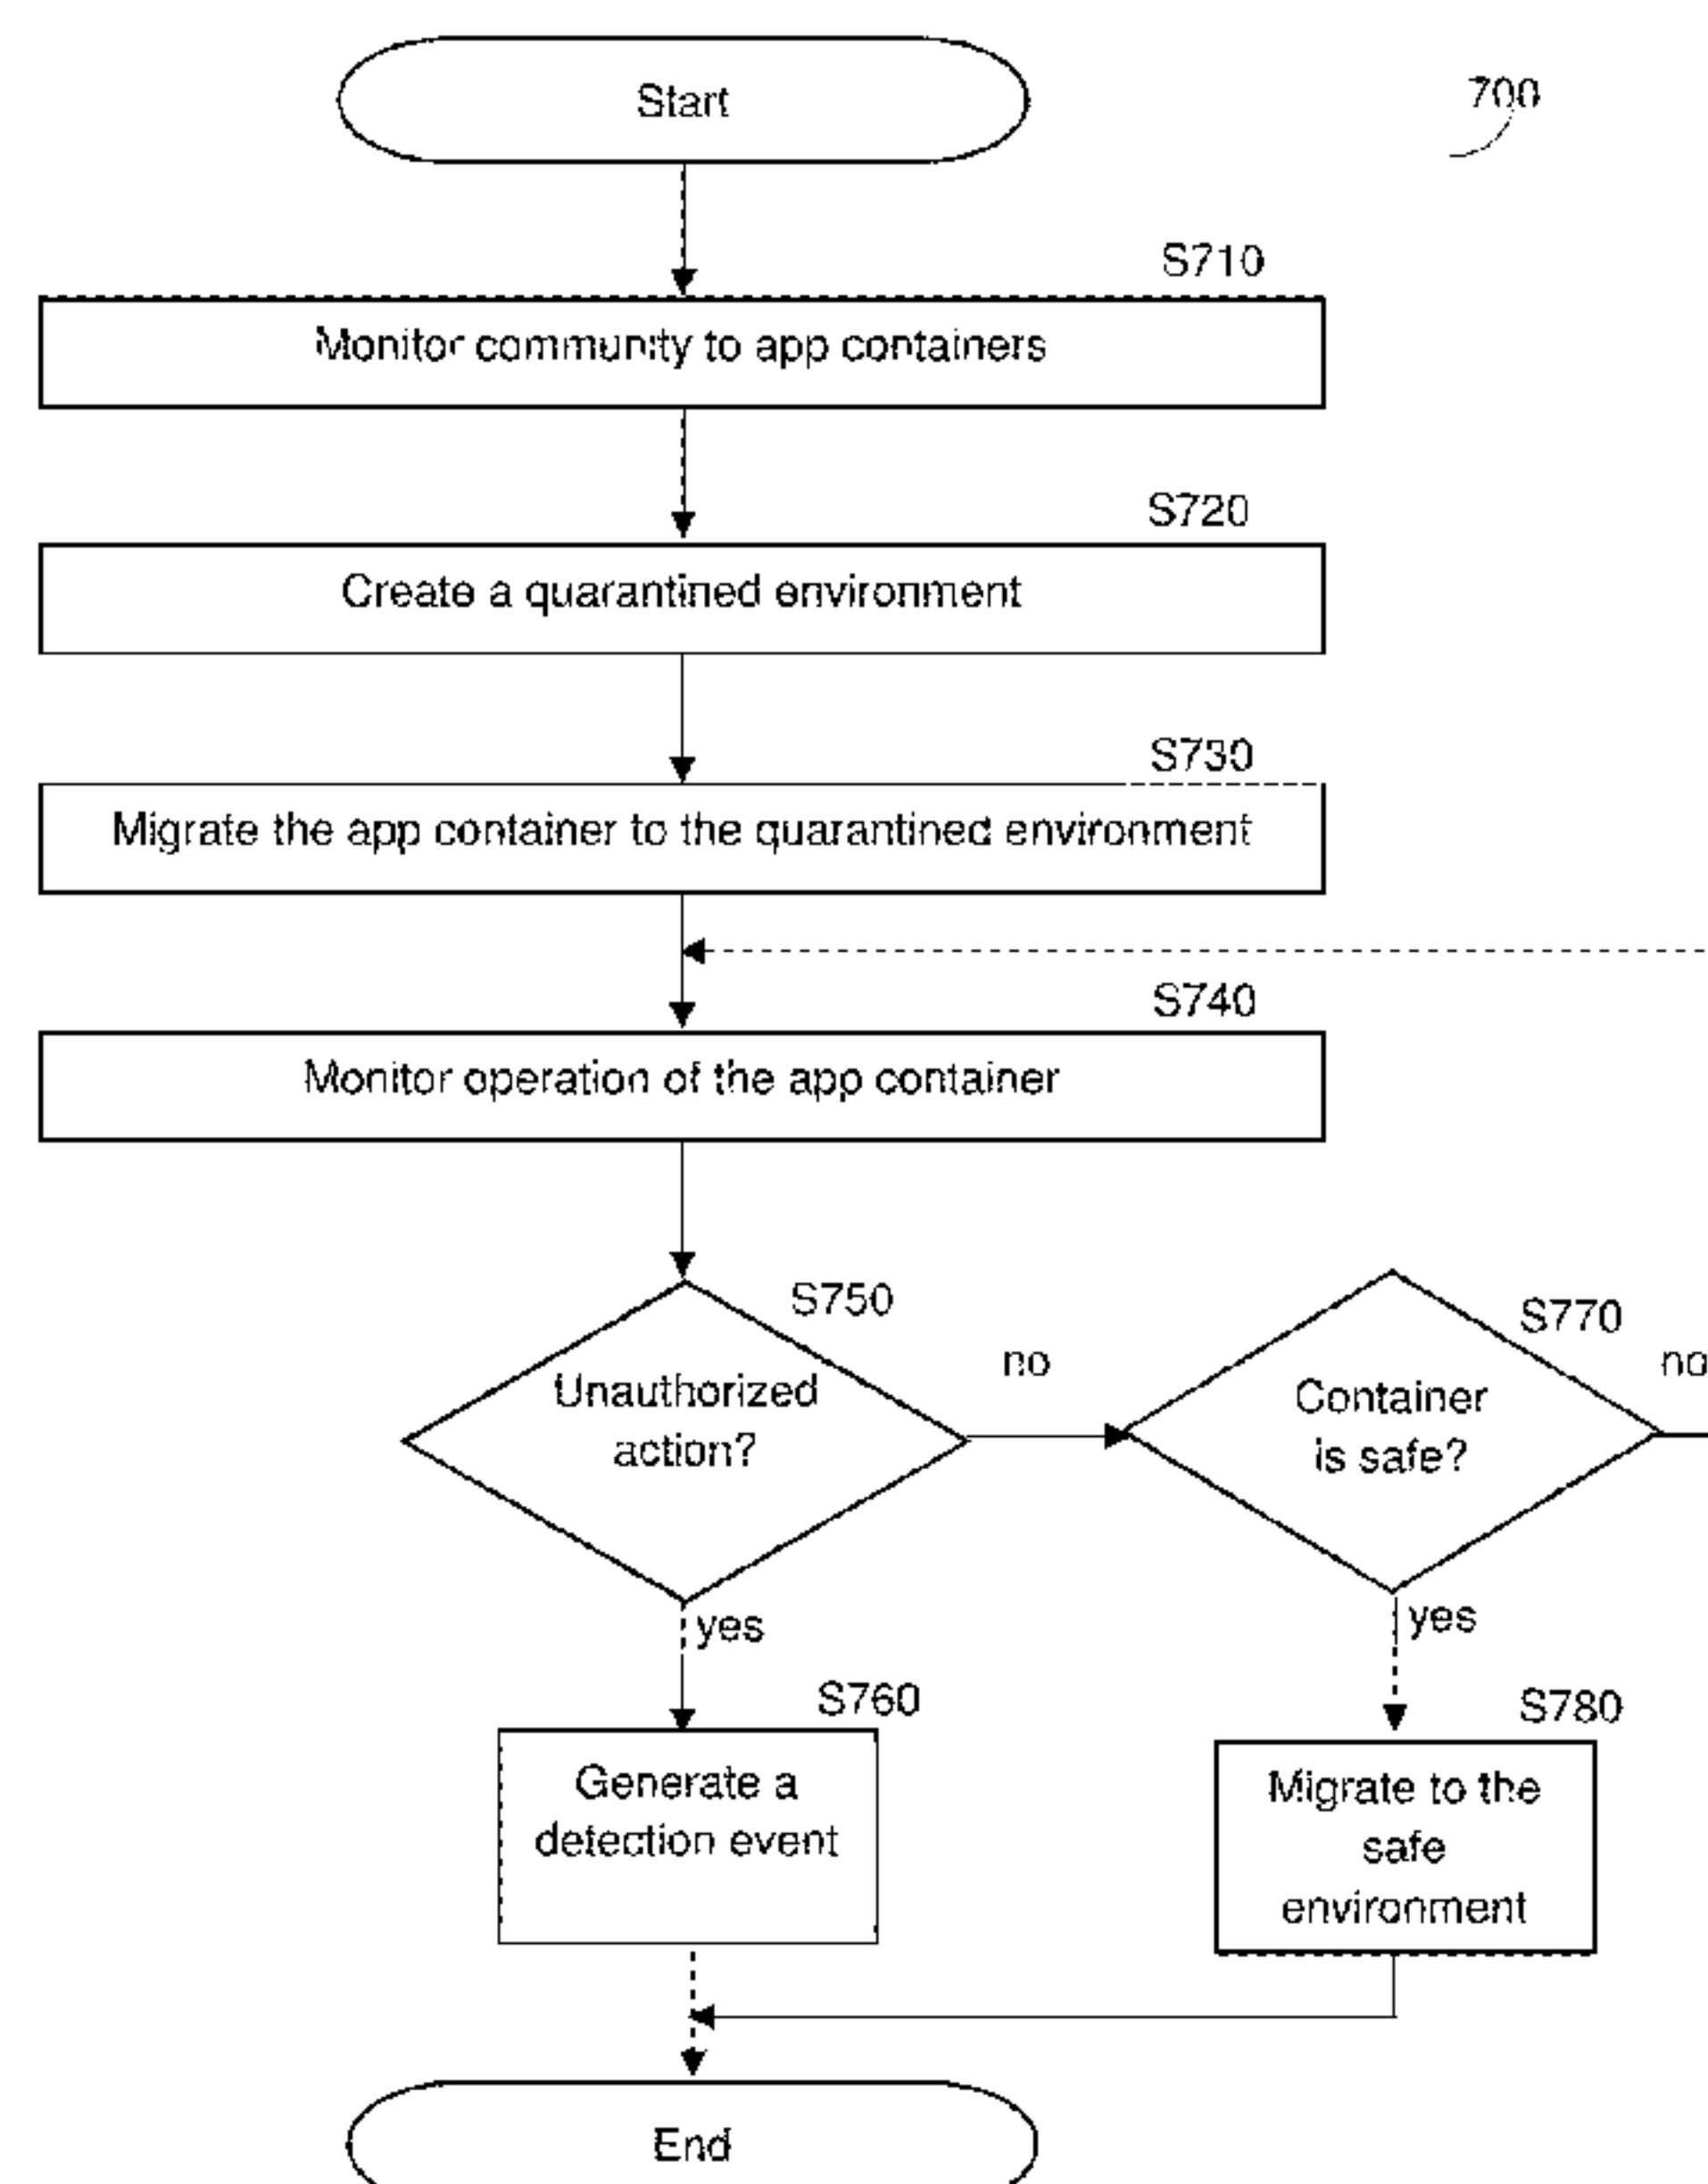 Start
700
S710
Monitor community to app containers
S720
Create a quarantined environment
S730
Migrate the app container to the quarantined environment
S740
Monitor operation of the app container
S750
Unauthorized
action?
no
S770
Container
is safe?
no
yes
yes
S760
Generate a
detection event
S780
Migrate to the
safe
environment
End